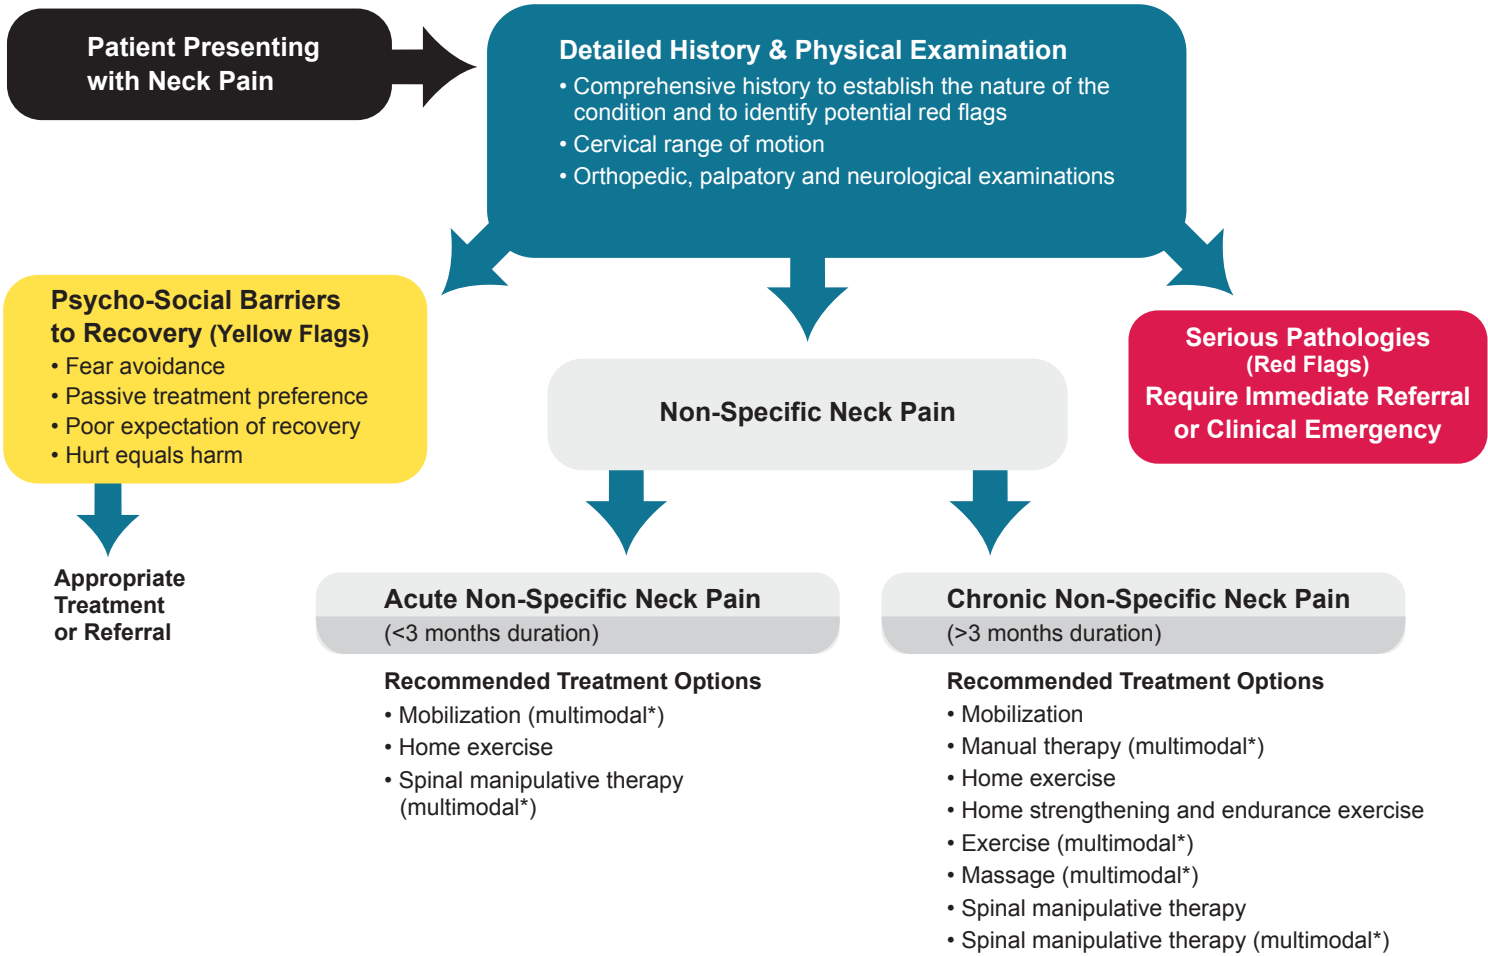 Patient Presenting
with Neck Pain
Detailed History & Physical Examination
• Comprehensive history to establish the nature of the
condition and to identify potential red flags
• Cervical range of motion
• Orthopedic, palpatory and neurological examinations
Psycho-Social Barriers
to Recovery (Yellow Flags)
• Fear avoidance
• Passive treatment preference
• Poor expectation of recovery
• Hurt equals harm
Non-Specific Neck Pain
Serious Pathologies
(Red Flags)
Require Immediate Referral
or Clinical Emergency
Appropriate
Treatment
or Referral
Acute Non-Specific Neck Pain
(<3 months duration)
Recommended Treatment Options
• Mobilization (multimodal*)
• Home exercise
• Spinal manipulative therapy
(multimodal*)
Chronic Non-Specific Neck Pain
(>3 months duration)
Recommended Treatment Options
• Mobilization
• Manual therapy (multimodal*)
• Home exercise
• Home strengthening and endurance exercise
• Exercise (multimodal*)
• Massage (multimodal*)
• Spinal manipulative therapy
• Spinal manipulative therapy (multimodal*)